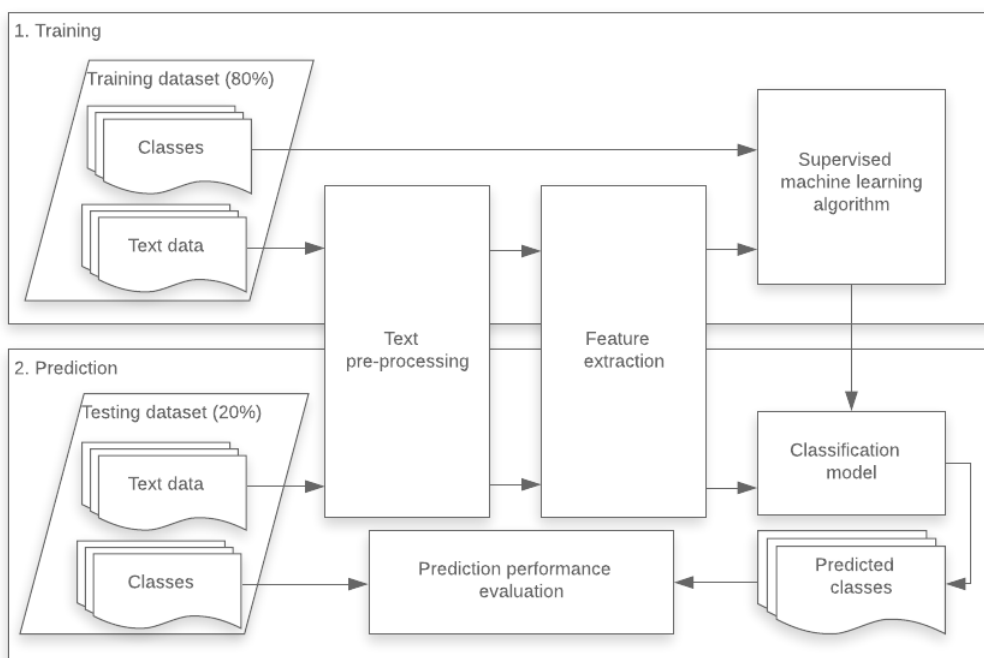 1. Training
Training dataset (80%)
Classes
Text data
Text
pre-processing
Feature
extraction
Supervised
machine learning
algorithm
2. Prediction
Testing dataset (20%)
Text data
Classes
Classification
model
Predicted
classes
Prediction performance
evaluation